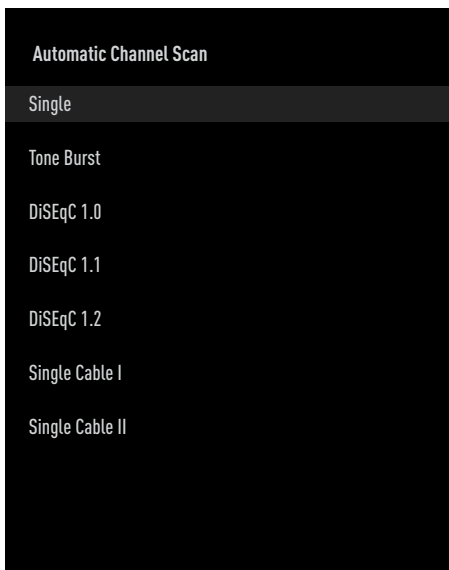 Automatic Channel Scan
Single
Tone Burst
DiSEqC 1.0
DiSEqC 1.1
DiSEqC 1.2
Single Cable I
Single Cable II